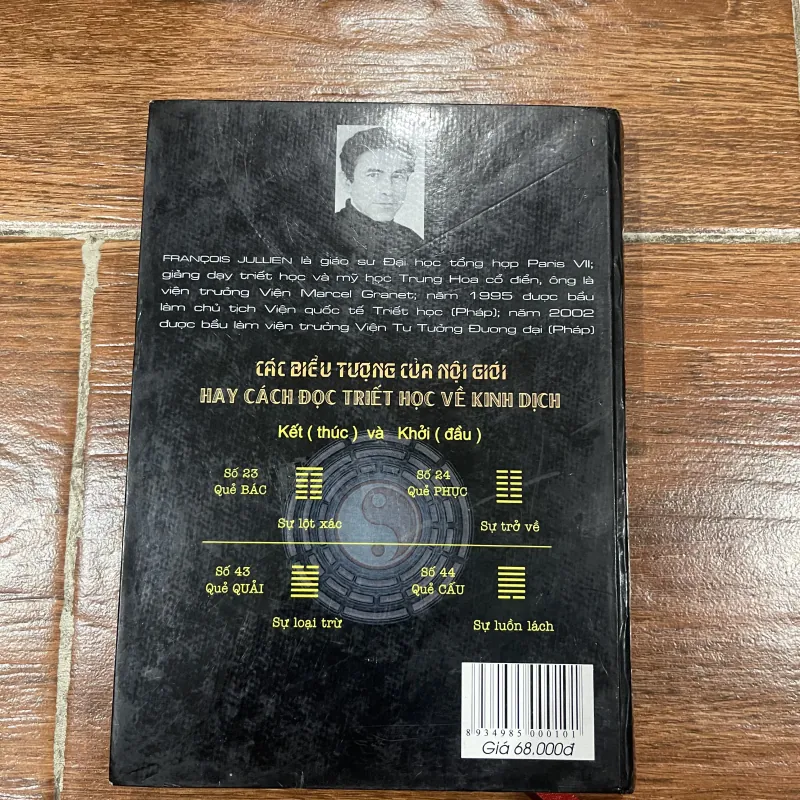 FRANÇOIS JULLIEN là giáo sư Đại học tổng hợp Paris VII;
giảng dạy triết học và mỹ học Trung Hoa cổ điển, ông là
viện trưởng Viện Marcel Granet; năm 1995 được bầu
làm chủ tịch Viện quốc tế Triết học (Pháp); năm 2002
được bầu làm viện trưởng Viện Tư Tưởng Đương đại (Pháp)
CÁC BIỂU TƯỢNG CỦA NỘI GIỚI
HAY CÁCH ĐỌC TRIẾT HỌC VỀ KINH DỊCH
Kết ( thúc ) và Khởi ( đầu )
Số 23
Quẻ BÁC
Sự lột xác
Số 24
Quẻ PHỤC
Sự trở về
Số 43
Quẻ QUẢI
Sự loại trừ
Số 44
Quẻ CẤU
Sự luồn lách
8 934985 000101
Giá 68.000đ